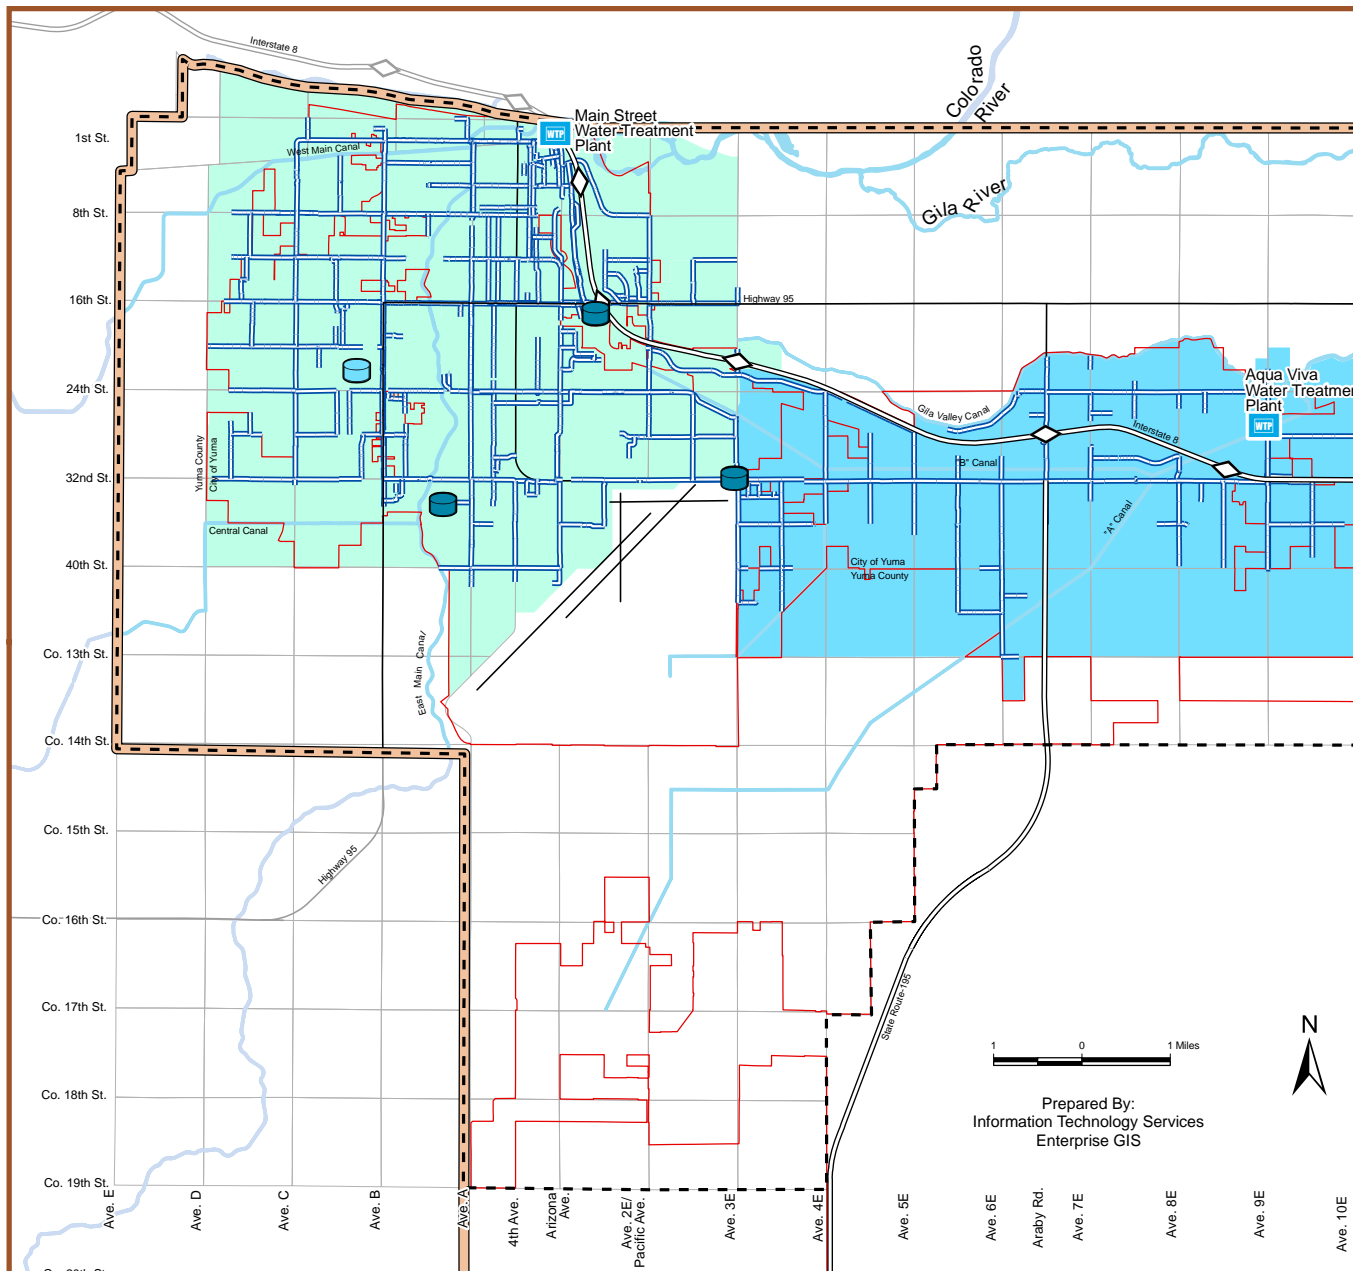 Interstate 8
Colorado
River
Main Street
Water Treatment
Plant
WTP
1st St.
West Main Canal
8th St.
Gila River
16th St.
Highway 95
24th St.
Aqua Viva
Water Treatmen
Plant
WTP
Gila Valley Canal
Interstate 8
Yuma County
City of Yuma
32nd St.
"B" Canal
"A" Canal
Central Canal
40th St.
City of Yuma
Yuma County
Co. 13th St.
East Main Canal
Co. 14th St.
Co. 15th St.
Highway 95
Co. 16th St.
State Route-195
Co. 17th St.
N
1 0 1 Miles
Co. 18th St.
Prepared By:
Information Technology Services
Enterprise GIS
Co. 19th St.
Ave. E
Ave. D
Ave. C
Ave. B
Ave. A
4th Ave.
Arizona
Ave.
Ave. 2E/
Pacific Ave.
Ave. 3E
Ave. 4E
Ave. 5E
Ave. 6E
Araby Rd.
Ave. 7E
Ave. 8E
Ave. 9E
Ave. 10E